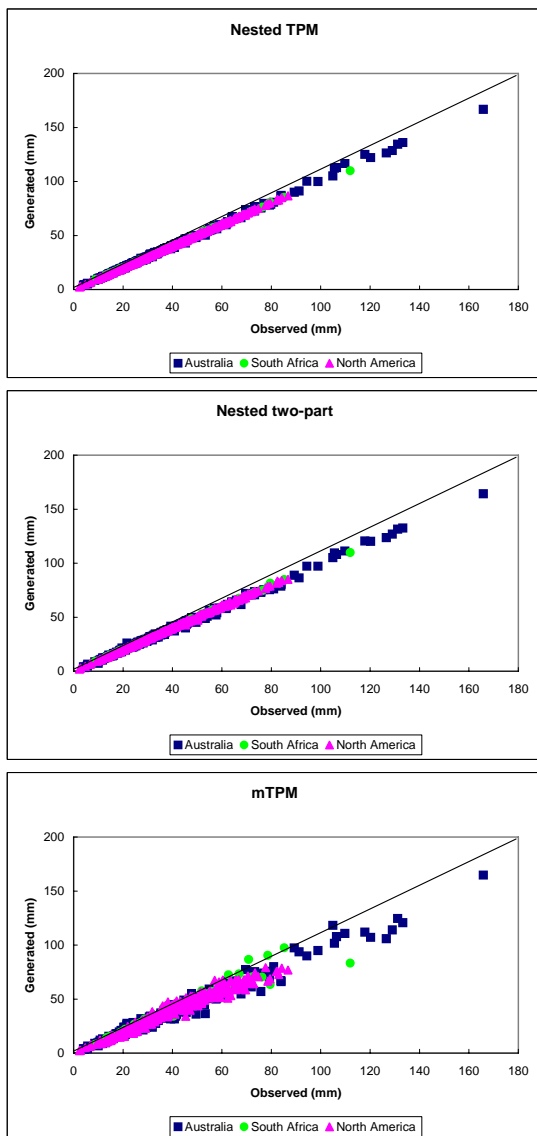 Nested TPM
200
150
100
50
0
0 20 40 60 80 100 120 140 160 180
Generated (mm)
Observed (mm)
Australia South Africa North America
Nested two-part
200
150
100
50
0
0 20 40 60 80 100 120 140 160 180
Generated (mm)
Observed (mm)
Australia South Africa North America
mTPM
200
150
100
50
0
0 20 40 60 80 100 120 140 160 180
Generated (mm)
Observed (mm)
Australia South Africa North America